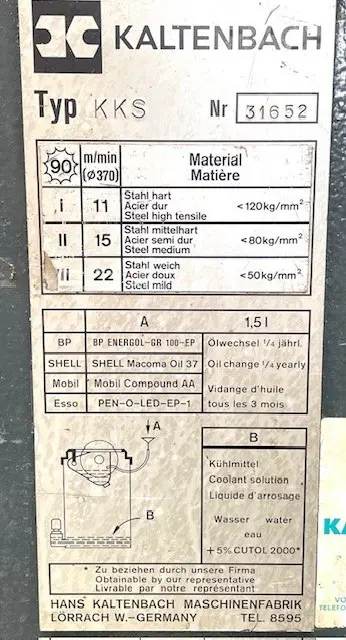 KALTENBACH
Typ KKS Nr 31652
90 m/min (ø370) Material Matière
I 11 Stahl hart Acier dur Steel high tensile <120kg/mm²
II 15 Stahl mittelhart Acier semi dur Steel medium <80kg/mm²
III 22 Stahl weich Acier doux Steel mild <50kg/mm²
A 1,5 l
BP BP ENERGOL-GR 100-EP Ölwechsel 1/4 jährl.
SHELL SHELL Macoma Oil 37 Oil change 1/4 yearly
Mobil Mobil Compound AA Vidange d'huile
Esso PEN-O-LED-EP-1 tous les 3 mois
A
B
B
Kühlmittel
Coolant solution
Liquide d'arrosage
Wasser water
eau
+5% CUTOL 2000*
* Zu beziehen durch unsere Firma
Obtainable by our representative
Livrable par notre représentant
HANS KALTENBACH MASCHINENFABRIK
LÖRRACH W.-GERMANY TEL. 8595